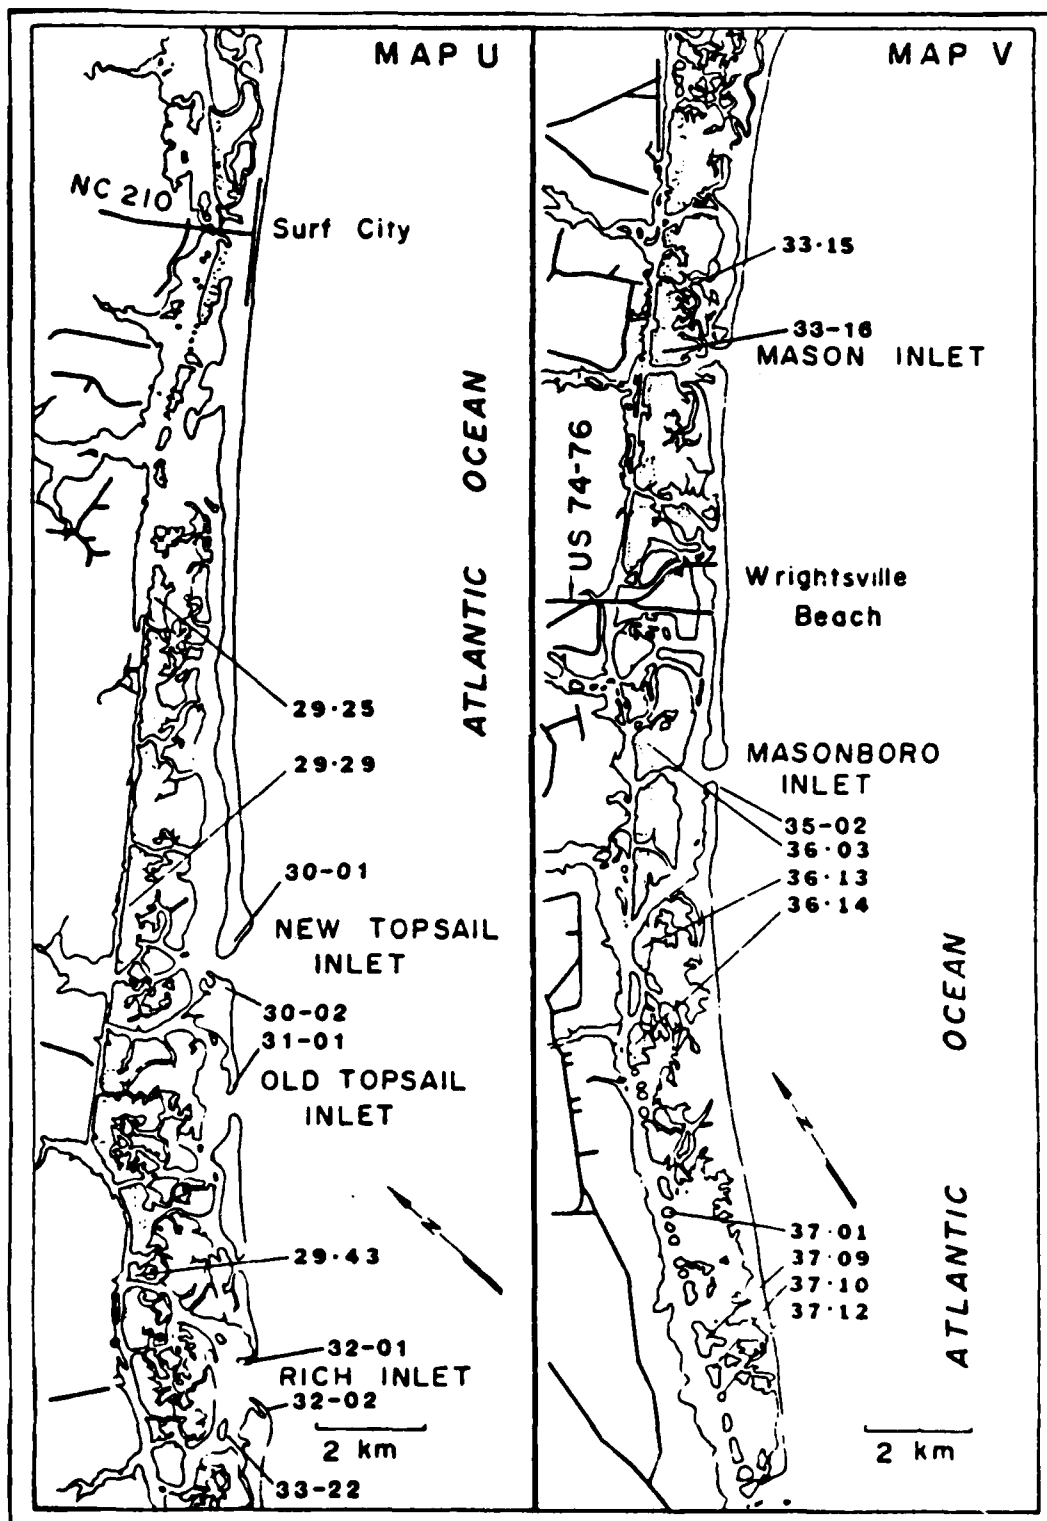 MAP U
NC 210
Surf City
ATLANTIC OCEAN
29·25
29·29
30-01
NEW TOPSAIL
INLET
30-02
31-01
OLD TOPSAIL
INLET
N
29·43
32-01
RICH INLET
32-02
2 km
33-22
MAP V
33·15
33-16
MASON INLET
US 74-76
Wrightsville
Beach
MASONBORO
INLET
35-02
36·03
36·13
36·14
ATLANTIC OCEAN
N
37·01
37·09
37·10
37·12
2 km